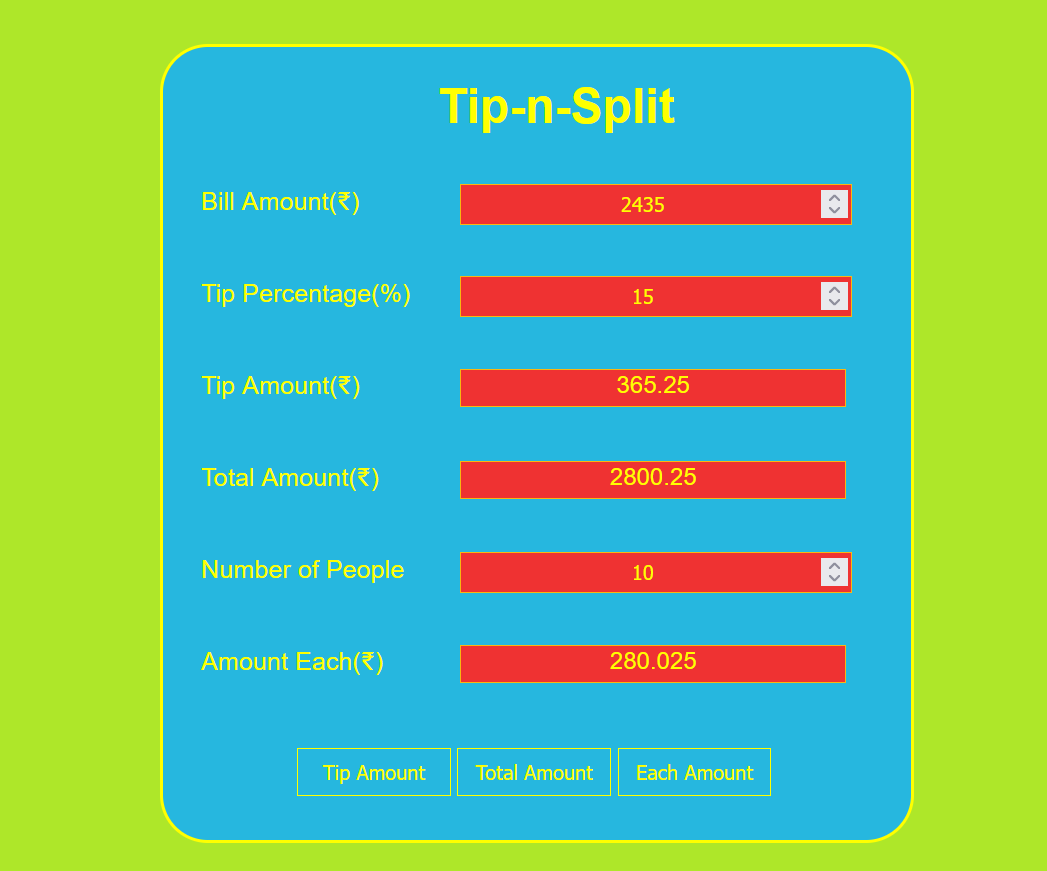 Tip-n-Split
Bill Amount(₹) 2435
Tip Percentage(%) 15
Tip Amount(₹) 365.25
Total Amount(₹) 2800.25
Number of People 10
Amount Each(₹) 280.025
Tip Amount Total Amount Each Amount